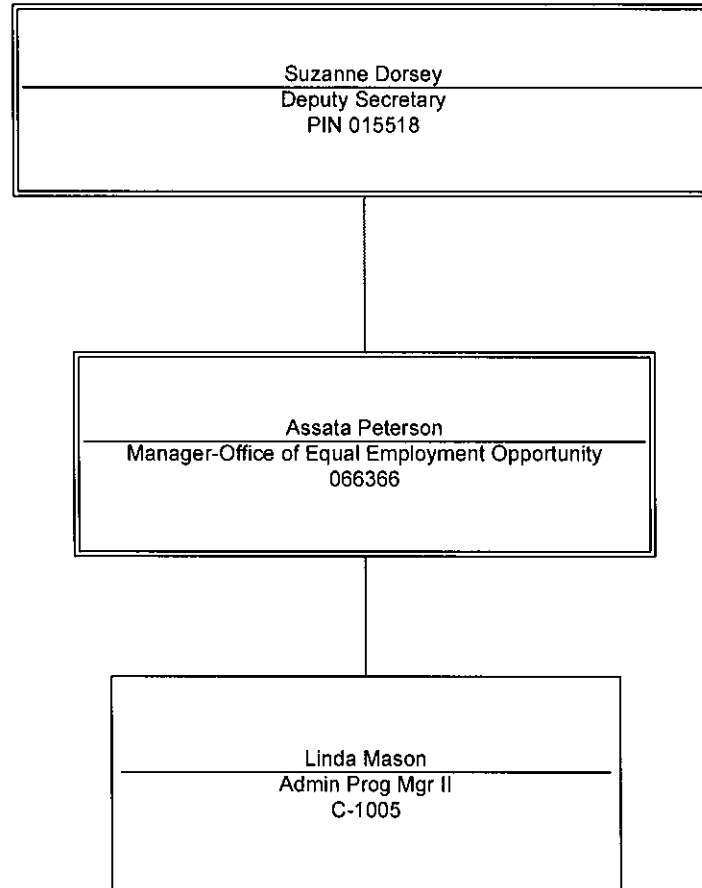 Suzanne Dorsey
Deputy Secretary
PIN 015518
Assata Peterson
Manager-Office of Equal Employment Opportunity
066366
Linda Mason
Admin Prog Mgr II
C-1005